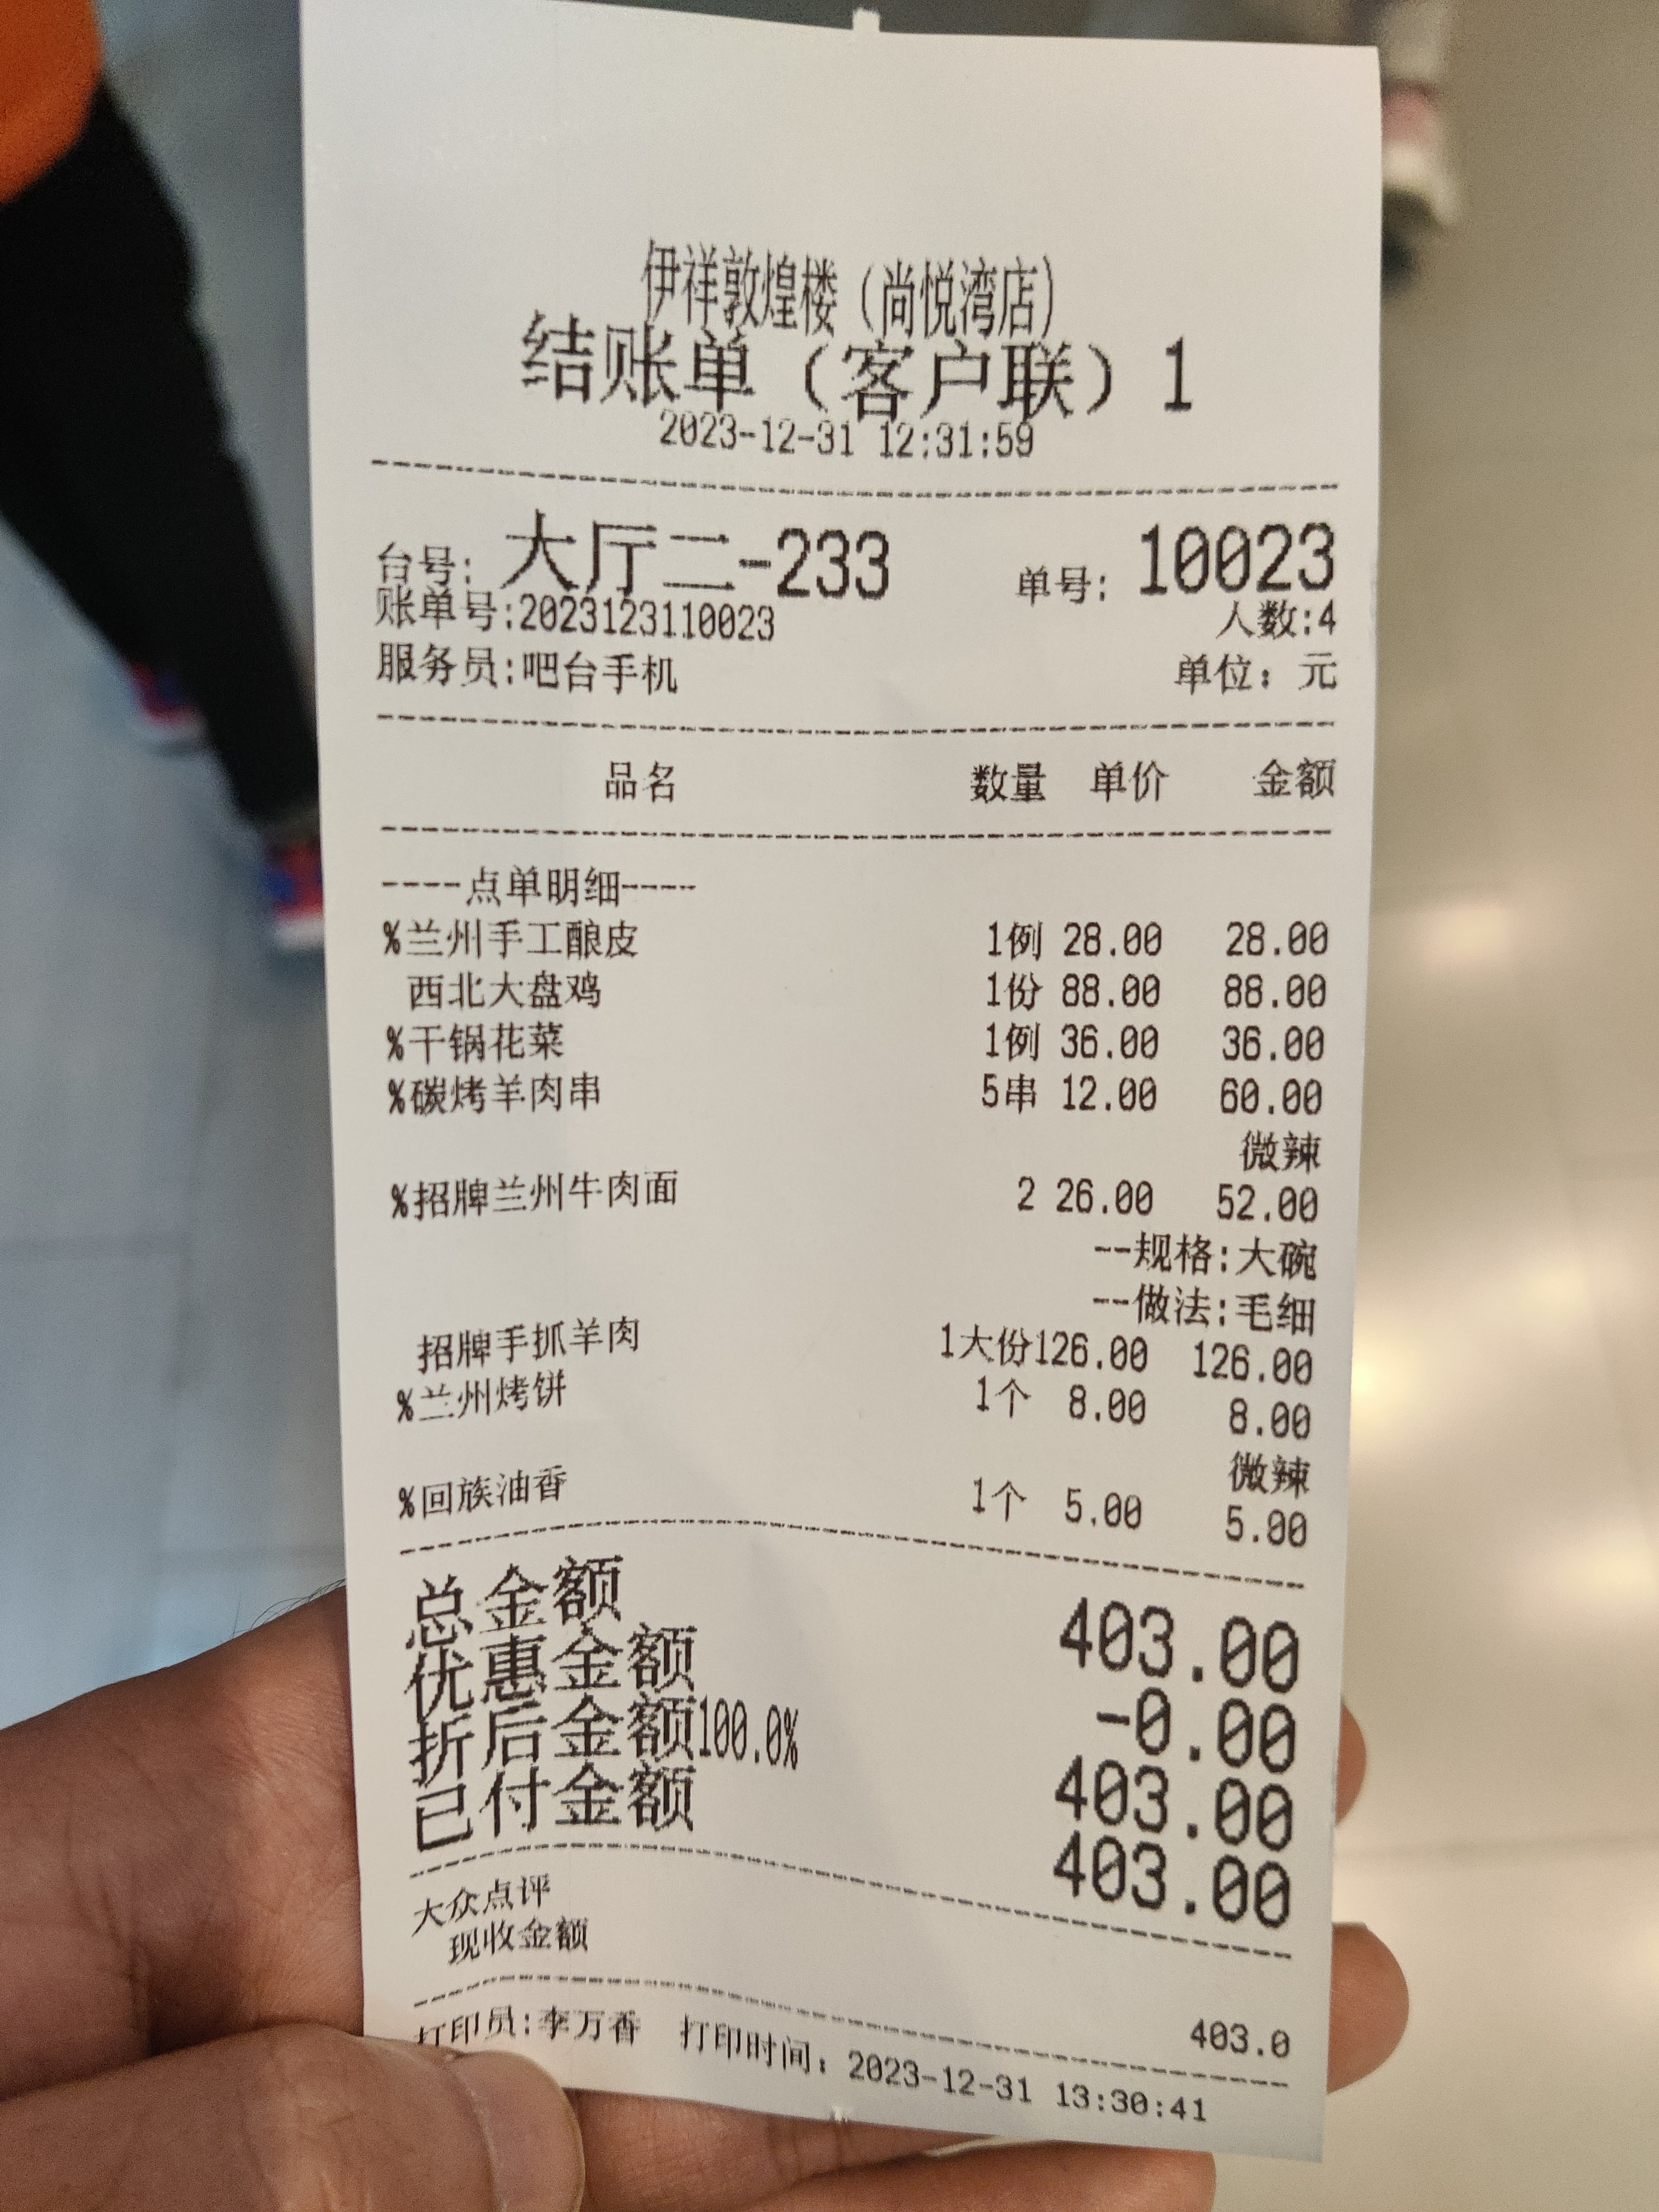 伊祥敦煌楼（尚悦湾店）
结账单（客户联）1
2023-12-31 12:31:59
台号: 大厅二-233 单号: 10023
账单号:2023123110023 人数:4
服务员:吧台手机 单位: 元
品名 数量 单价 金额
----点单明细----
%兰州手工酿皮 1例 28.00 28.00
西北大盘鸡 1份 88.00 88.00
%干锅花菜 1例 36.00 36.00
%碳烤羊肉串 5串 12.00 60.00
微辣
%招牌兰州牛肉面 2 26.00 52.00
--规格:大碗
--做法:毛细
招牌手抓羊肉 1大份126.00 126.00
%兰州烤饼 1个 8.00 8.00
微辣
%回族油香 1个 5.00 5.00
总金额 403.00
优惠金额 -0.00
折后金额100.0% 403.00
已付金额 403.00
大众点评
现收金额 403.0
打印员:李万香 打印时间: 2023-12-31 13:30:41